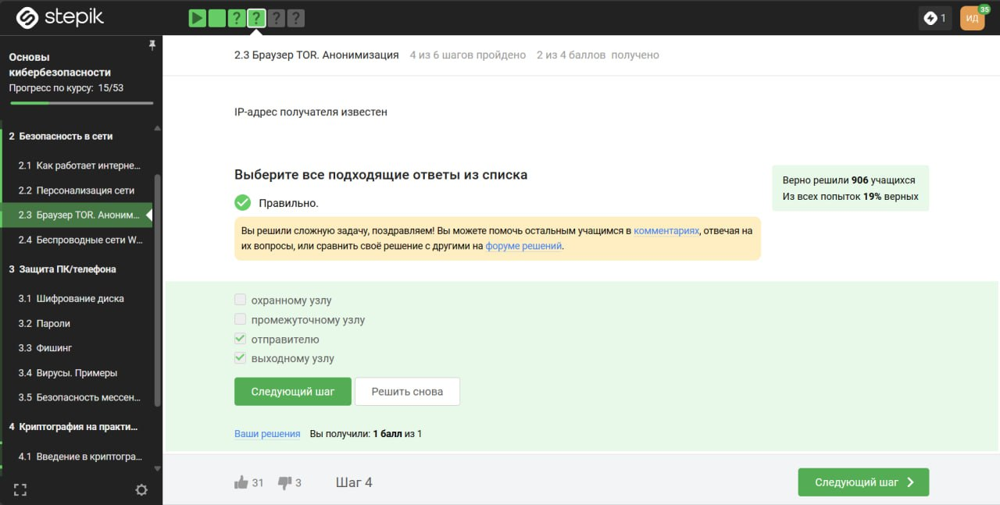 stepik
?
?
?
?
1
ИД
35
Основы
кибербезопасности
Прогресс по курсу: 15/53
2 Безопасность в сети
2.1 Как работает интерне...
2.2 Персонализация сети
2.3 Браузер TOR. Аноним...
2.4 Беспроводные сети W...
3 Защита ПК/телефона
3.1 Шифрование диска
3.2 Пароли
3.3 Фишинг
3.4 Вирусы. Примеры
3.5 Безопасность мессен...
4 Криптография на практи...
4.1 Введение в криптогра...
2.3 Браузер TOR. Анонимизация 4 из 6 шагов пройдено 2 из 4 баллов получено
IP-адрес получателя известен
Выберите все подходящие ответы из списка
Правильно.
Верно решили 906 учащихся
Из всех попыток 19% верных
Вы решили сложную задачу, поздравляем! Вы можете помочь остальным учащимся в комментариях, отвечая на
их вопросы, или сравнить своё решение с другими на форуме решений.
охранному узлу
промежуточному узлу
отправителю
выходному узлу
Следующий шаг Решить снова
Ваши решения Вы получили: 1 балл из 1
31 3 Шаг 4 Следующий шаг